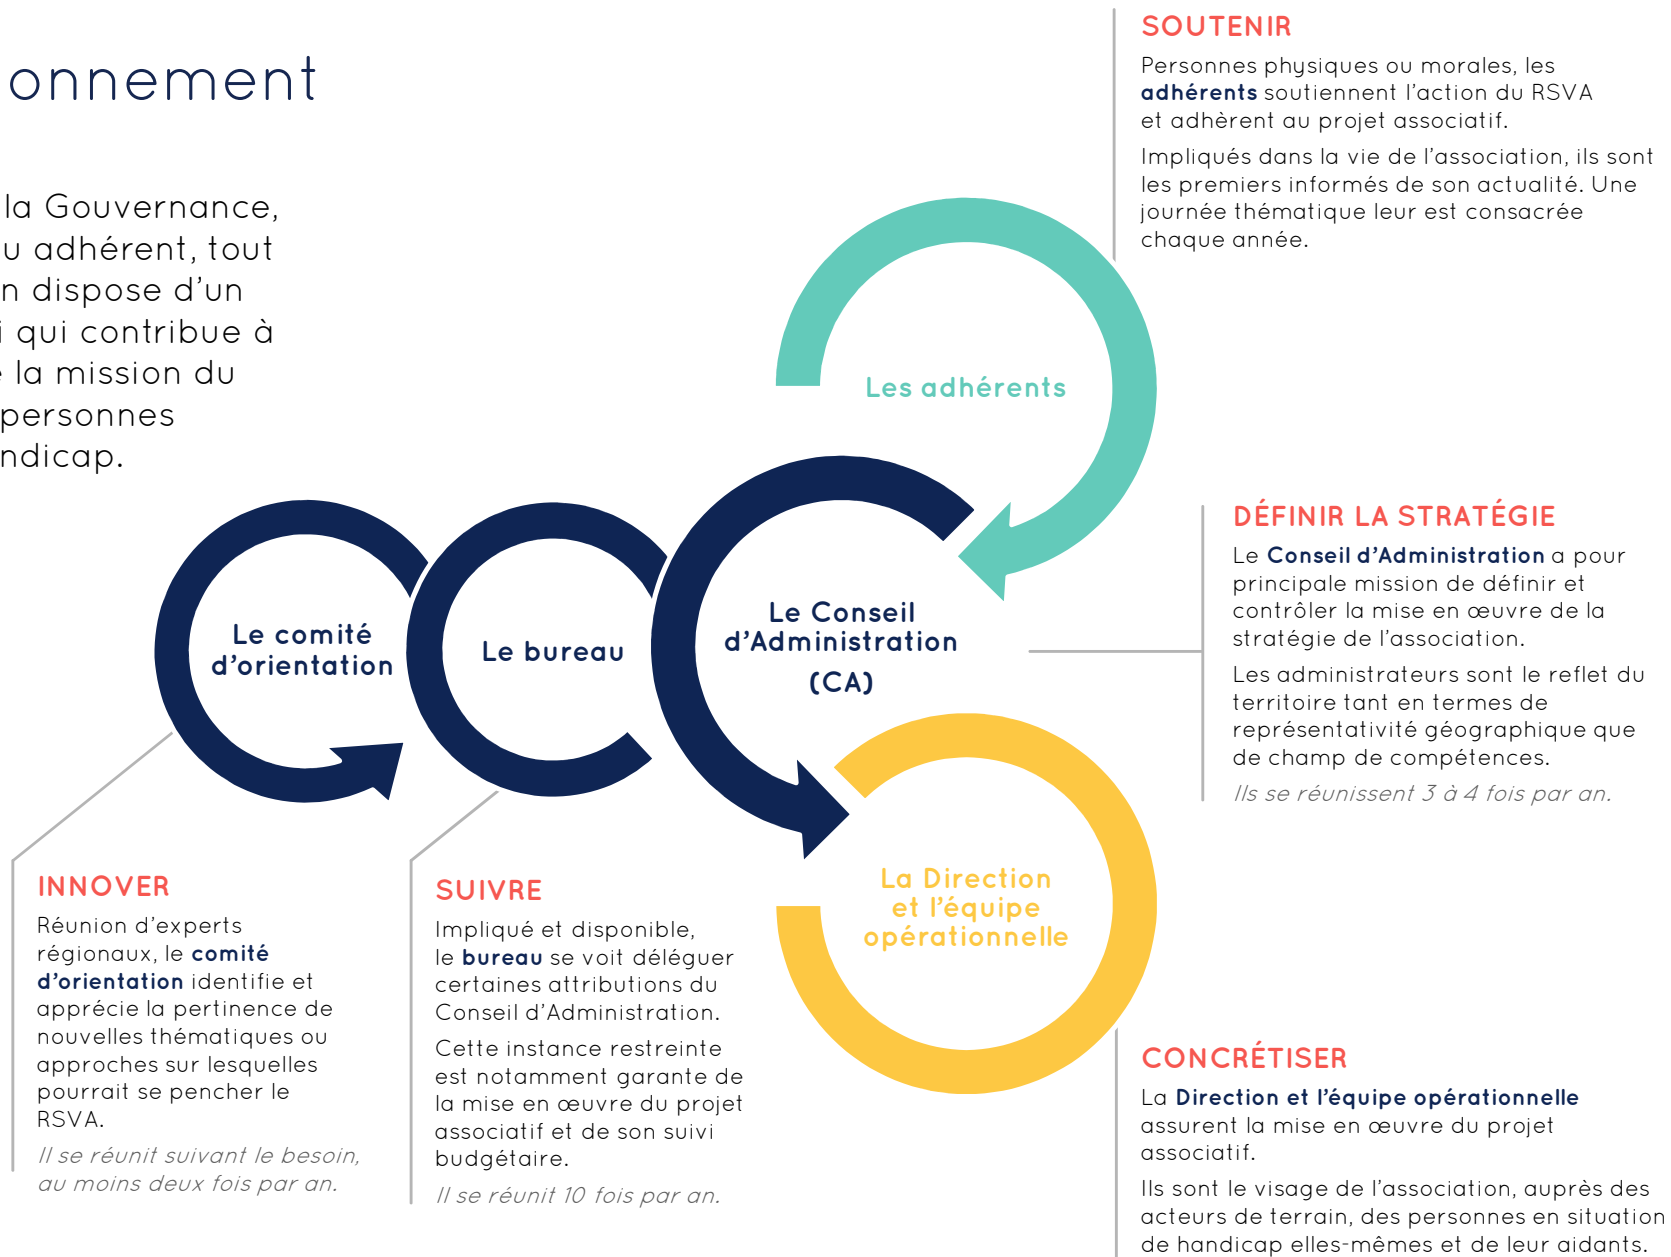 onnement
la Gouvernance,
u adhérent, tout
n dispose d'un
i qui contribue à
e la mission du
personnes
ndicap.
SOUTENIR
Personnes physiques ou morales, les
adhérents soutiennent l'action du RSVA
et adhèrent au projet associatif.
Impliqués dans la vie de l'association, ils sont
les premiers informés de son actualité. Une
journée thématique leur est consacrée
chaque année.
Les adhérents
Le comité
d'orientation
Le bureau
Le Conseil
d'Administration
(CA)
DÉFINIR LA STRATÉGIE
Le Conseil d'Administration a pour
principale mission de définir et
contrôler la mise en œuvre de la
stratégie de l'association.
Les administrateurs sont le reflet du
territoire tant en termes de
représentativité géographique que
de champ de compétences.
Ils se réunissent 3 à 4 fois par an.
La Direction
et l'équipe
opérationnelle
INNOVER
Réunion d'experts
régionaux, le comité
d'orientation identifie et
apprécie la pertinence de
nouvelles thématiques ou
approches sur lesquelles
pourrait se pencher le
RSVA.
Il se réunit suivant le besoin,
au moins deux fois par an.
SUIVRE
Impliqué et disponible,
le bureau se voit déléguer
certaines attributions du
Conseil d'Administration.
Cette instance restreinte
est notamment garante de
la mise en œuvre du projet
associatif et de son suivi
budgétaire.
Il se réunit 10 fois par an.
CONCRÉTISER
La Direction et l'équipe opérationnelle
assurent la mise en œuvre du projet
associatif.
Ils sont le visage de l'association, auprès des
acteurs de terrain, des personnes en situation
de handicap elles-mêmes et de leur aidants.